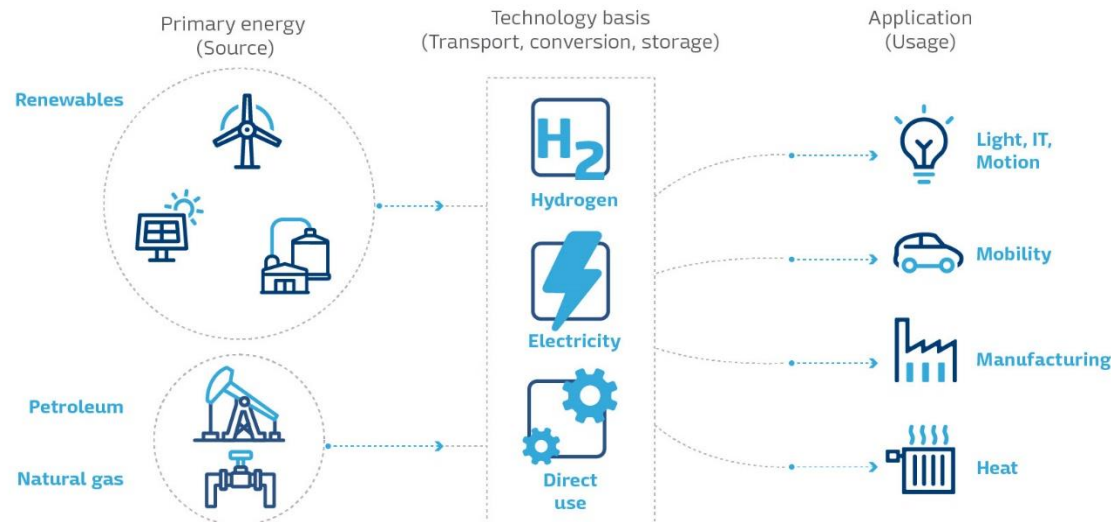 Primary energy
(Source)
Technology basis
(Transport, conversion, storage)
Application
(Usage)
Renewables
Petroleum
Natural gas
H2
Hydrogen
Electricity
Direct
use
Light, IT,
Motion
Mobility
Manufacturing
Heat